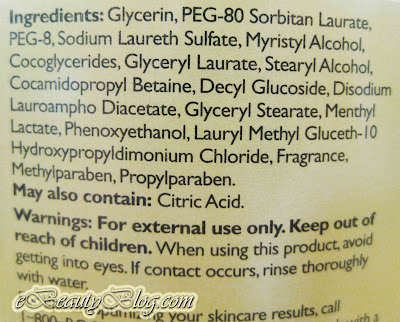 Ingredients: Glycerin, PEG-80 Sorbitan Laurate,
PEG-8, Sodium Laureth Sulfate, Myristyl Alcohol,
Cocoglycerides, Glyceryl Laurate, Stearyl Alcohol,
Cocamidopropyl Betaine, Decyl Glucoside, Disodium
Lauroampho Diacetate, Glyceryl Stearate, Menthyl
Lactate, Phenoxyethanol, Lauryl Methyl Gluceth-10
Hydroxypropyldimonium Chloride, Fragrance,
Methylparaben, Propylparaben.
May also contain: Citric Acid.
Warnings: For external use only. Keep out of
reach of children. When using this product, avoid
getting into eyes. If contact occurs, rinse thoroughly
with water.
eBeautyBlog.com
your skincare results, call
with a